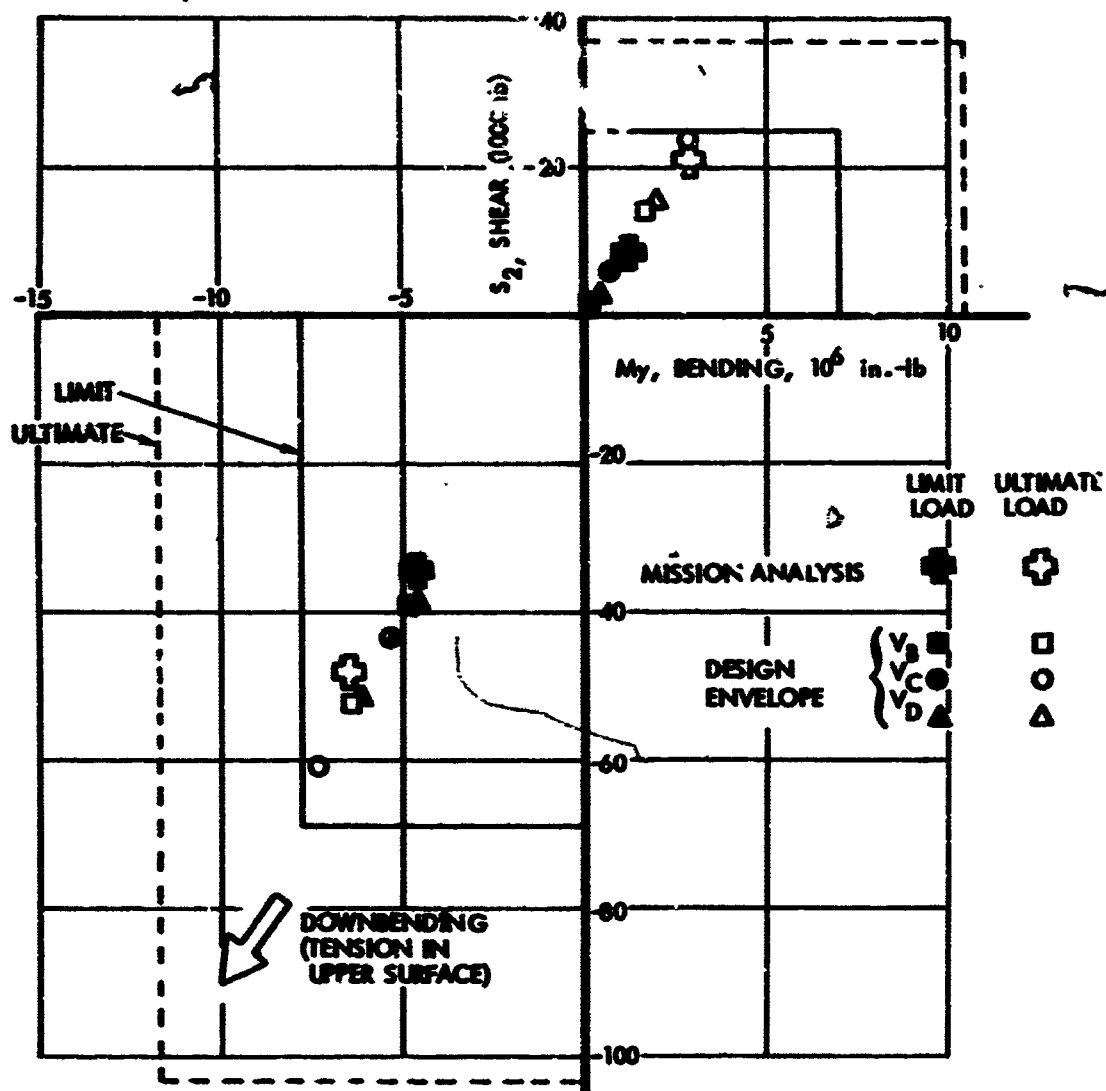 40
S2, SHEAR (1000 lb)
20
-15
-10
-5
5
10
My, BENDING, 10^6 in.-lb
LIMIT
ULTIMATE
-20
LIMIT LOAD
ULTIMATE LOAD
MISSION ANALYSIS
-40
DESIGN ENVELOPE
VB
VC
VD
-60
-80
DOWNBENDING
(TENSION IN
UPPER SURFACE)
-100